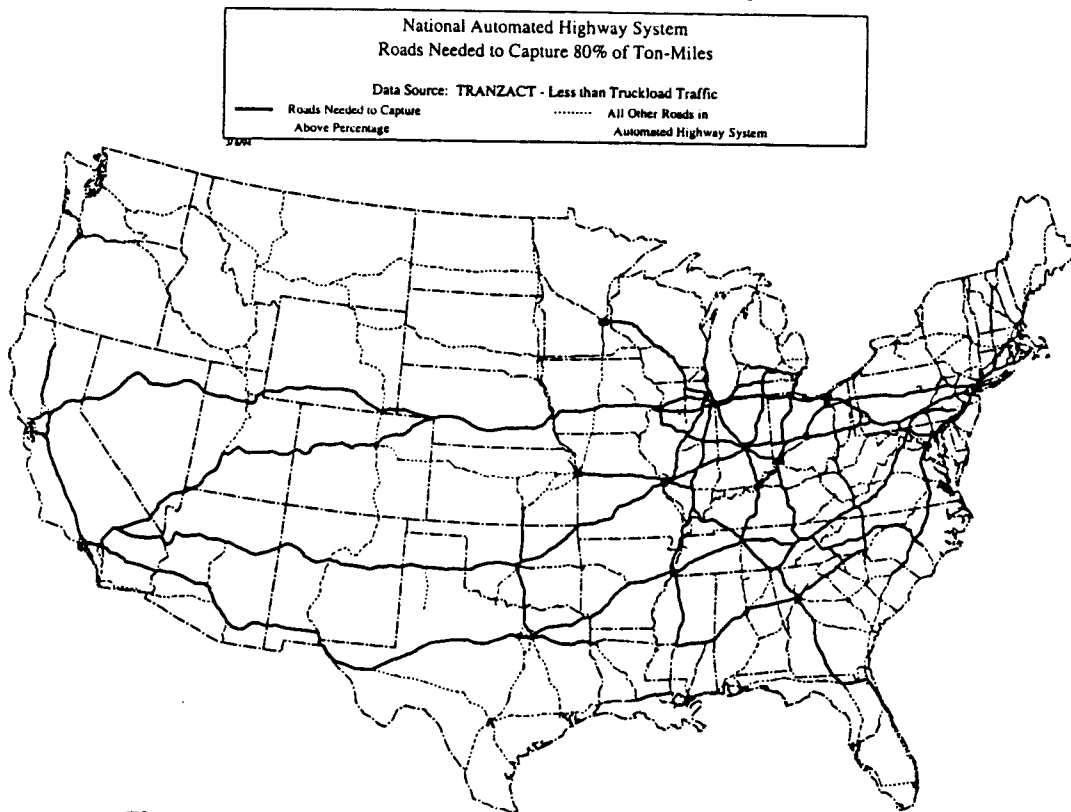 National Automated Highway System
Roads Needed to Capture 80% of Ton-Miles
Data Source: TRANZACT - Less than Truckload Traffic
Roads Needed to Capture
Above Percentage
All Other Roads in
Automated Highway System